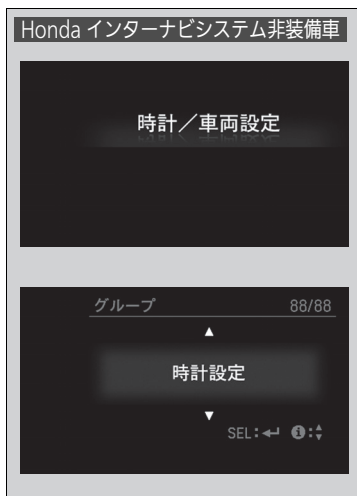 Honda インターナビシステム非装備車
時計／車両設定
グループ 88/88
▲
時計設定
▼
SEL:↵ ℹ:▲▼